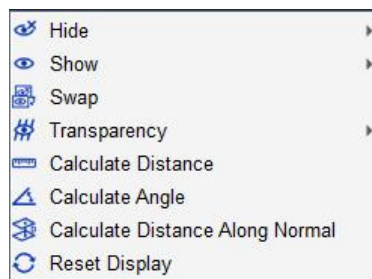 Hide
Show
Swap
Transparency
Calculate Distance
Calculate Angle
Calculate Distance Along Normal
Reset Display